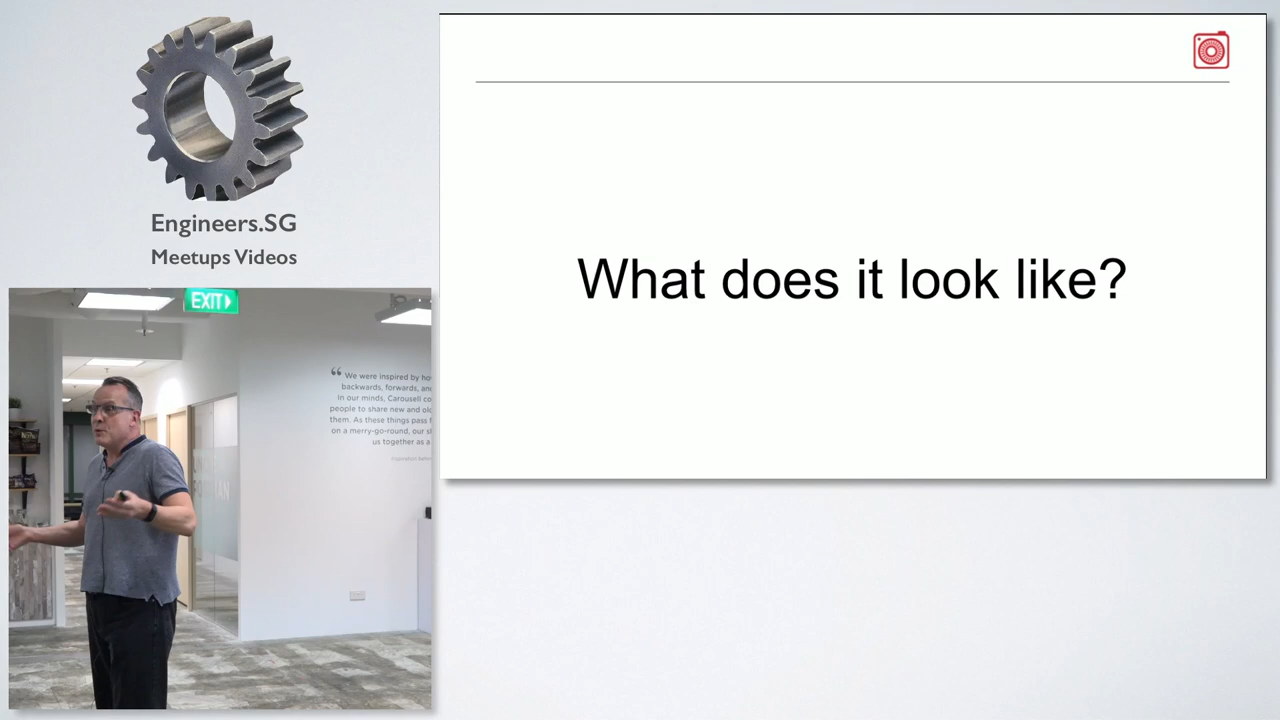 Engineers.SG
Meetups Videos
What does it look like?
EXIT
“ We were inspired by
backwards, forwards,
In our minds, Carousell
people to share new and
them. As these things pass
on a merry-go-round, our
us together as a